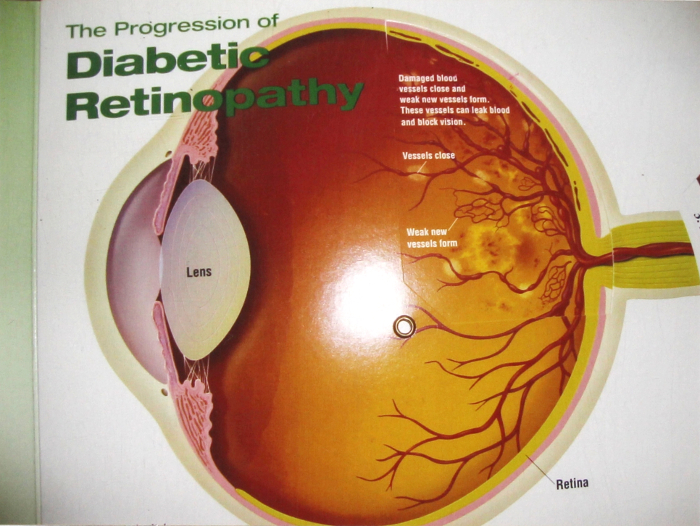 The Progression of
Diabetic
Retinopathy
Damaged blood
vessels close and
weak new vessels form.
These vessels can leak blood
and block vision.
Vessels close
Weak new
vessels form
Lens
Retina